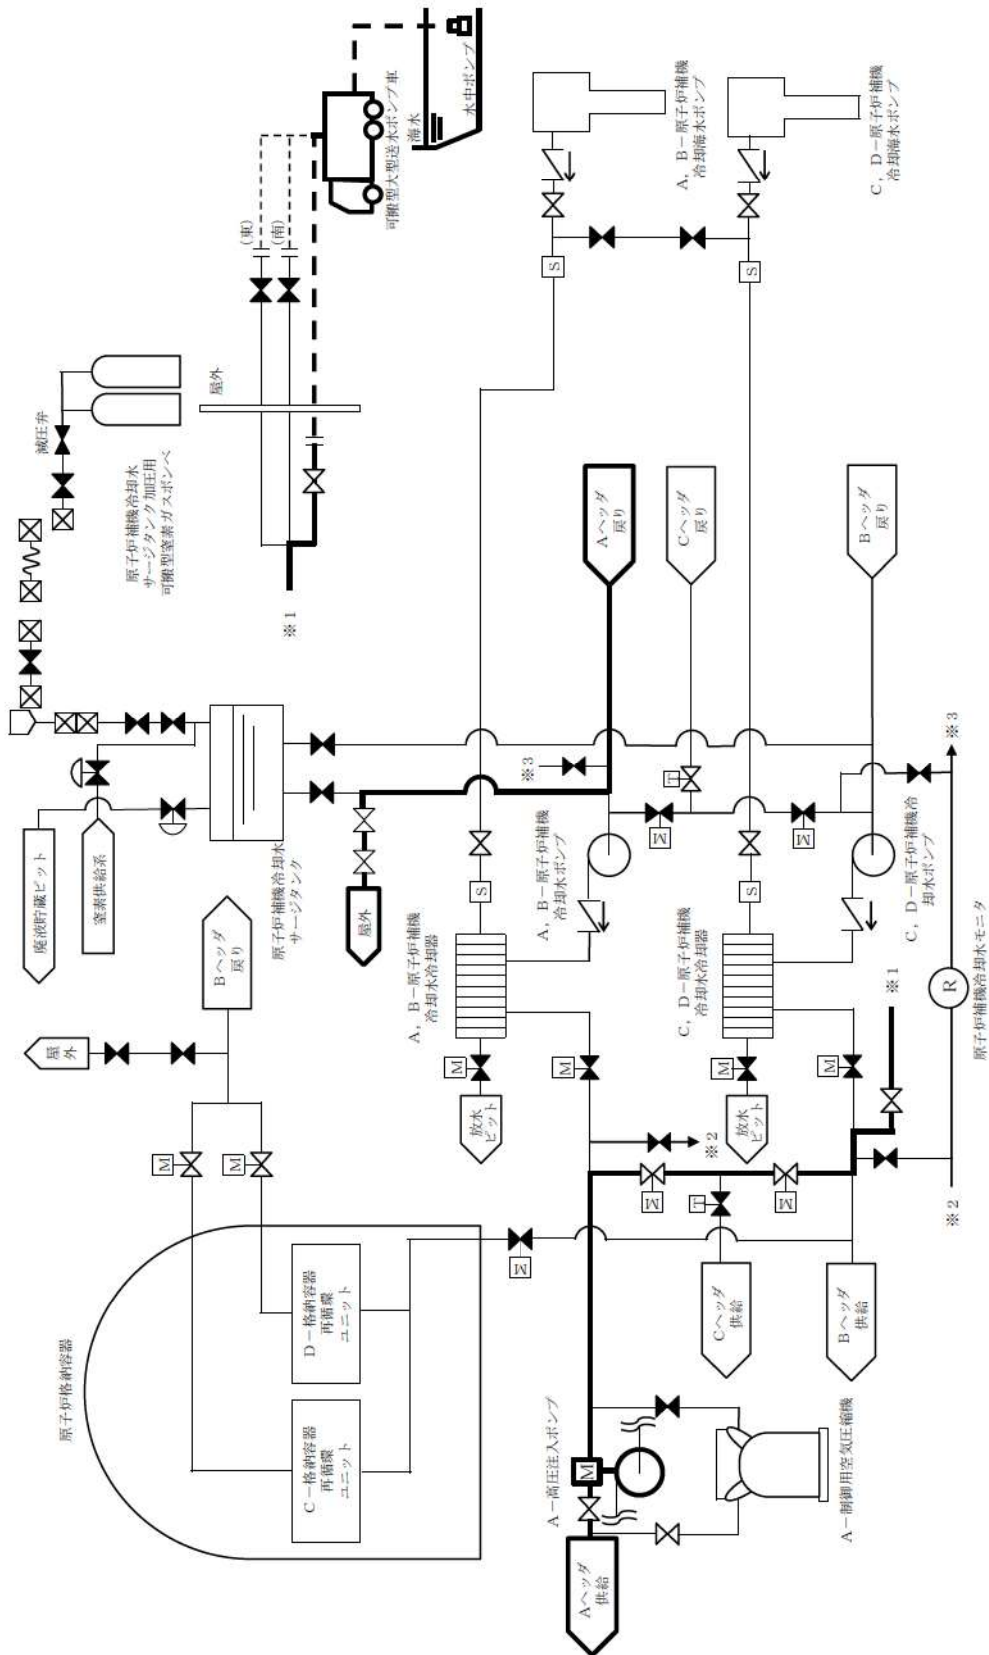 原子炉格納容器
C－格納容器
再循環
ユニット
D－格納容器
再循環
ユニット
M
M
M
屋外
Bヘッダ
戻り
廃液貯蔵ピット
窒素供給系
原子炉補機冷却水
サージタンク
減圧弁
原子炉補機冷却水
サージタンク加圧用
可搬型窒素ガスボンベ
屋外
(東)
(南)
※1
可搬型大型送水ポンプ車
海水
水中ポンプ
屋外
※3
Aヘッダ
戻り
Cヘッダ
戻り
Bヘッダ
戻り
T
M
M
A, B－原子炉補機
冷却水ポンプ
C, D－原子炉補機冷
却水ポンプ
A, B－原子炉補機
冷却水冷却器
C, D－原子炉補機
冷却水冷却器
S
S
S
S
A, B－原子炉補機
冷却海水ポンプ
C, D－原子炉補機
冷却海水ポンプ
M
M
M
M
放水
ピット
放水
ピット
※2
M
T
M
※1
※2
R
原子炉補機冷却水モニタ
※3
Cヘッダ
供給
Bヘッダ
供給
A－高圧注入ポンプ
M
Aヘッダ
供給
A－制御用空気圧縮機